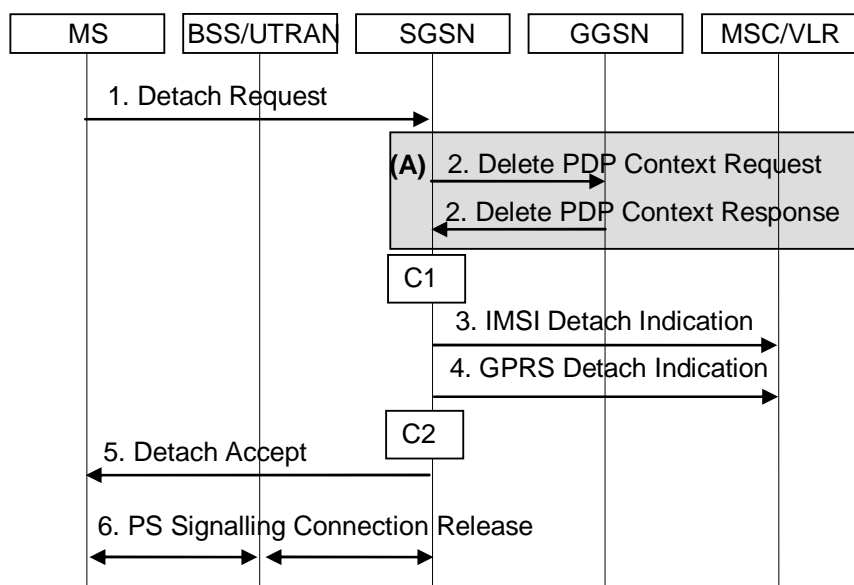 MS BSS/UTRAN SGSN GGSN MSC/VLR
1. Detach Request
(A) 2. Delete PDP Context Request
2. Delete PDP Context Response
C1
3. IMSI Detach Indication
4. GPRS Detach Indication
C2
5. Detach Accept
6. PS Signalling Connection Release